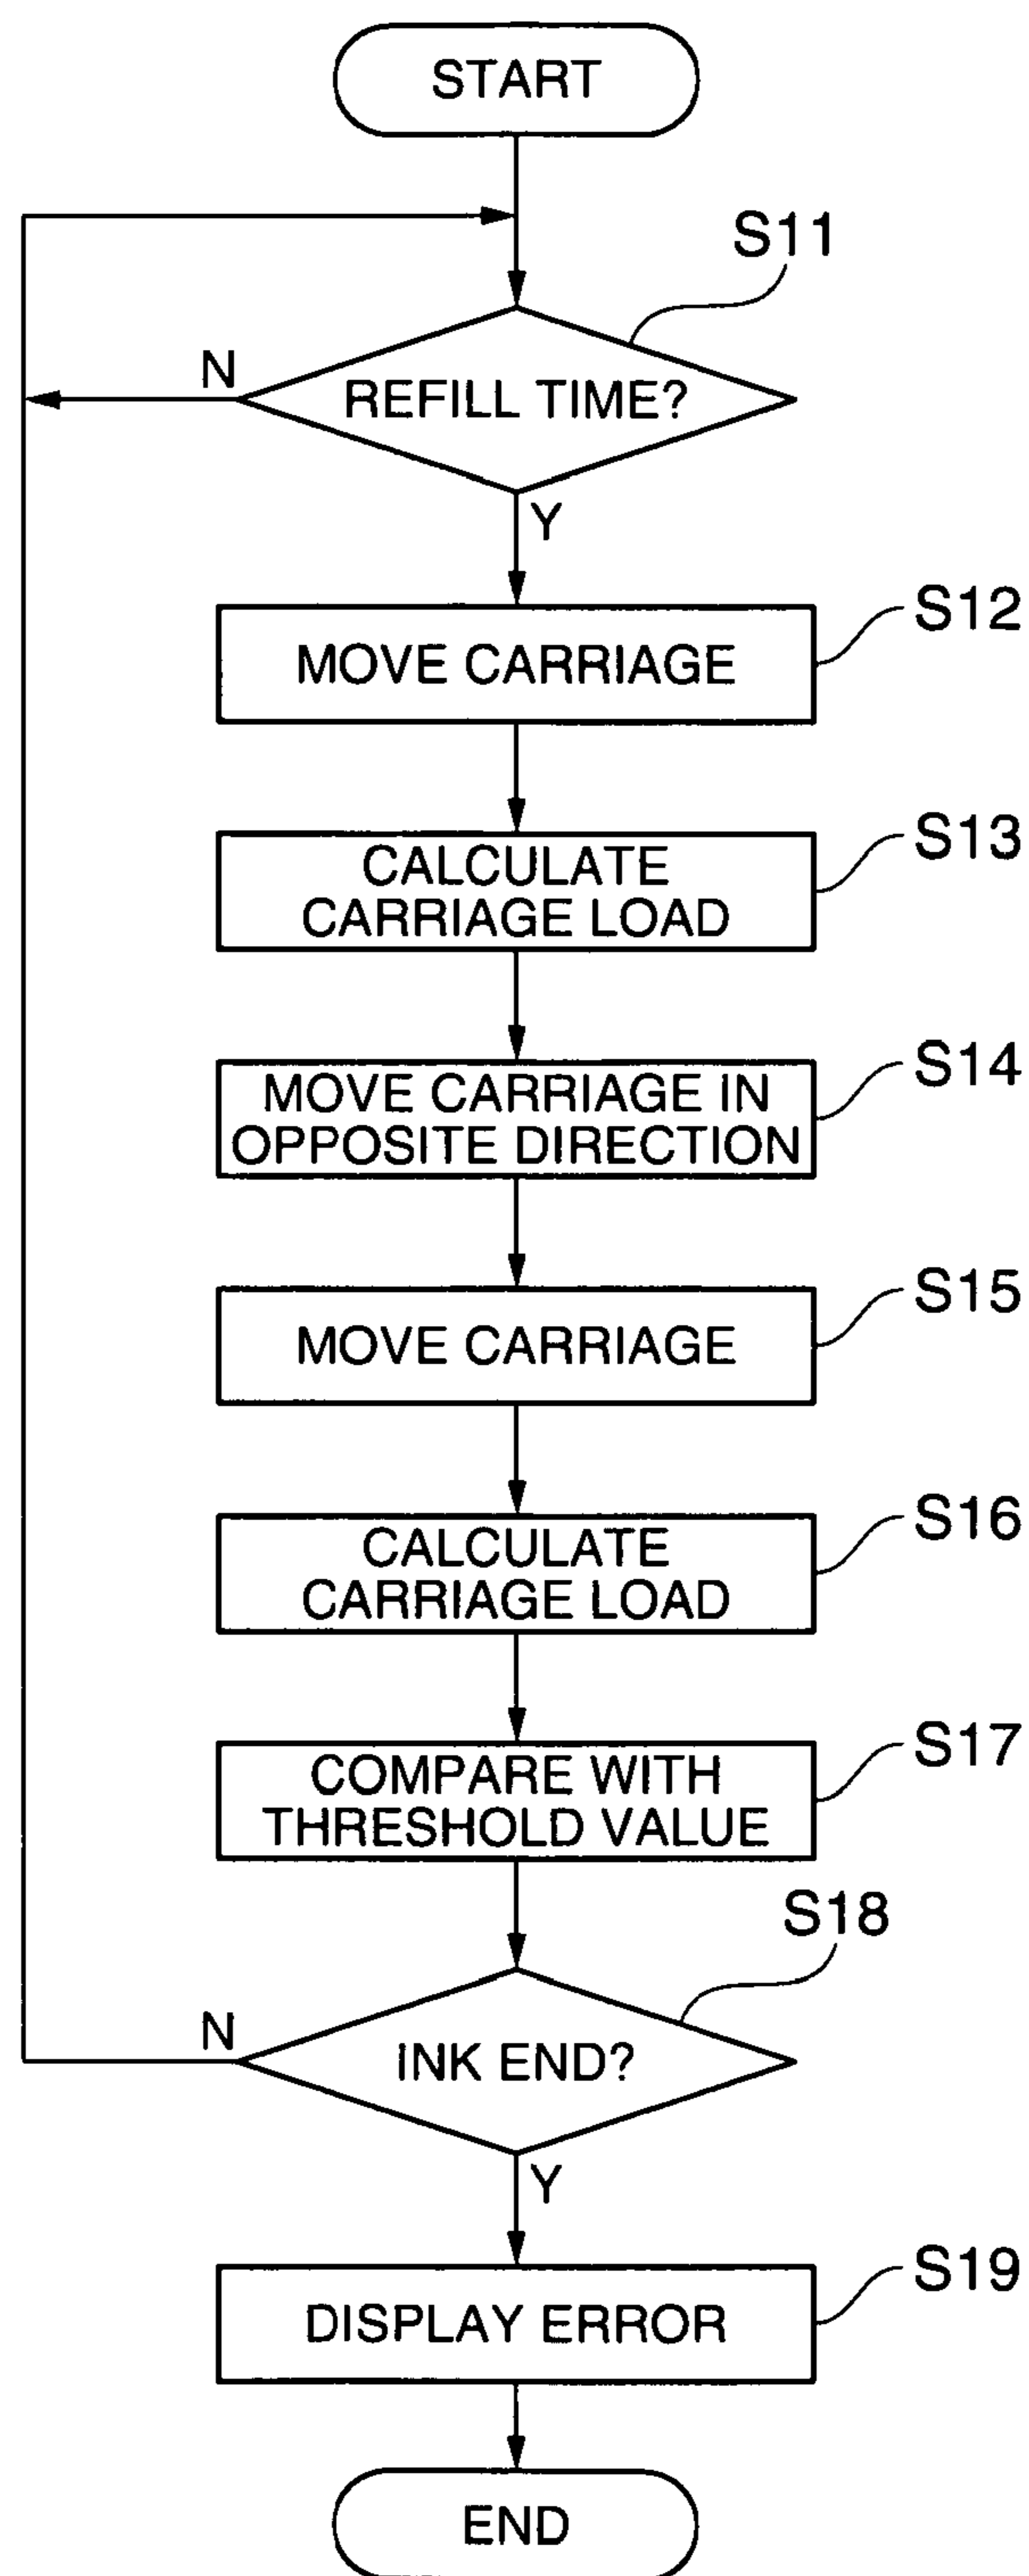 START
S11
N
REFILL TIME?
Y
S12
MOVE CARRIAGE
S13
CALCULATE
CARRIAGE LOAD
S14
MOVE CARRIAGE IN
OPPOSITE DIRECTION
S15
MOVE CARRIAGE
S16
CALCULATE
CARRIAGE LOAD
S17
COMPARE WITH
THRESHOLD VALUE
S18
N
INK END?
Y
S19
DISPLAY ERROR
END